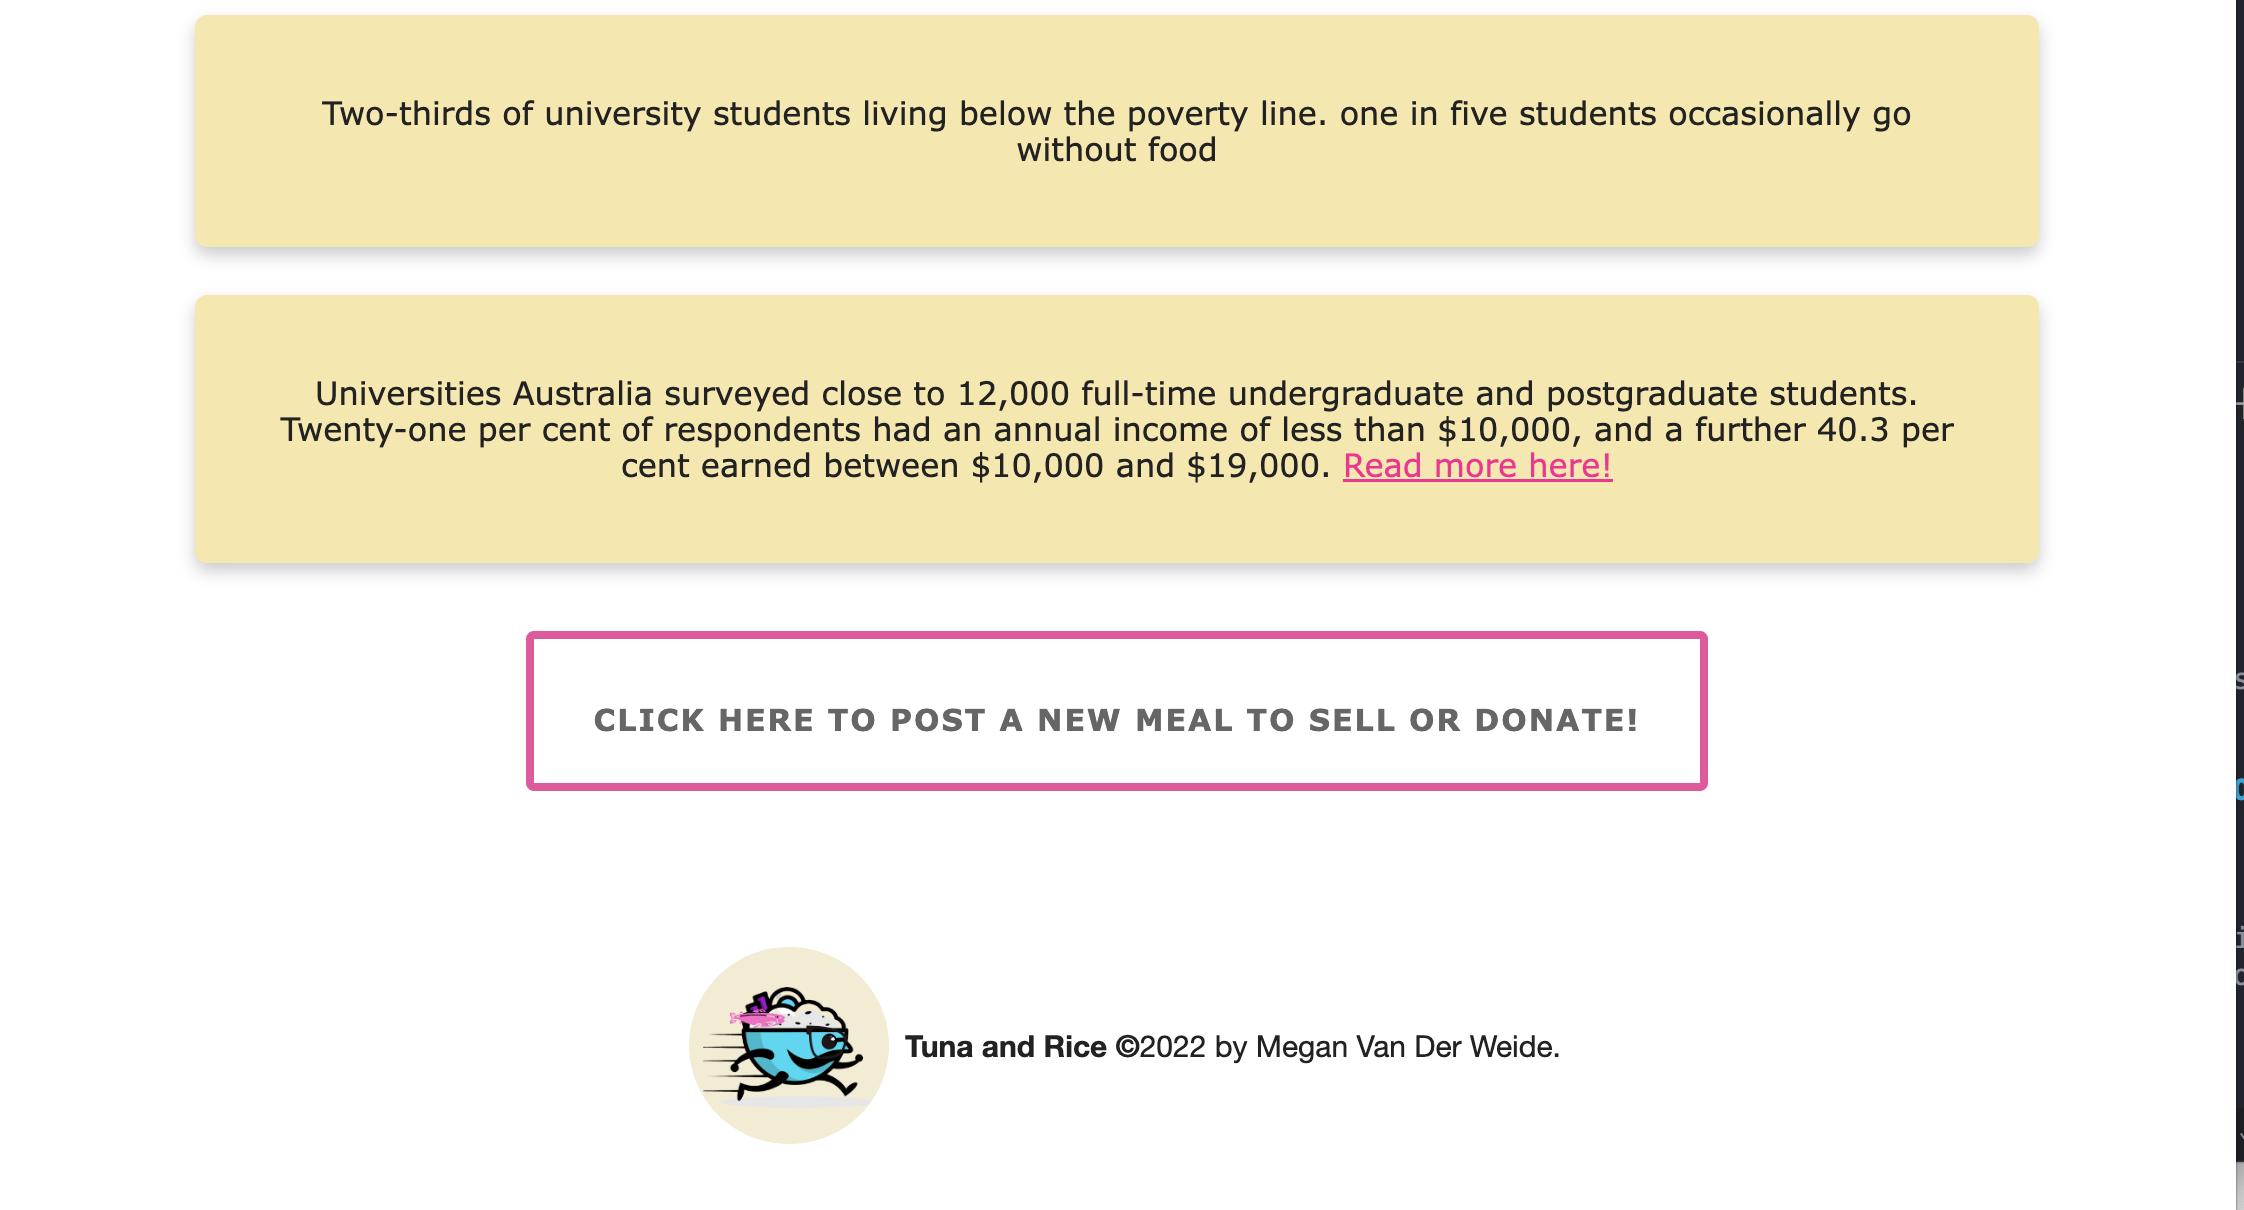 Two-thirds of university students living below the poverty line. one in five students occasionally go
without food
Universities Australia surveyed close to 12,000 full-time undergraduate and postgraduate students.
Twenty-one per cent of respondents had an annual income of less than $10,000, and a further 40.3 per
cent earned between $10,000 and $19,000. Read more here!
CLICK HERE TO POST A NEW MEAL TO SELL OR DONATE!
Tuna and Rice ©2022 by Megan Van Der Weide.